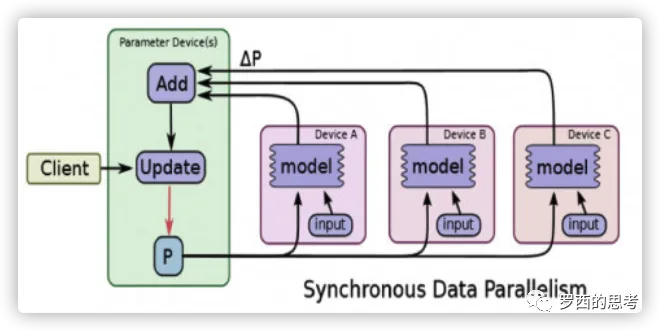 Parameter Device(s)
ΔP
Add
Device A
Device B
Device C
model
model
model
Client
Update
input
input
input
P
Synchronous Data Parallelism
罗西的思考